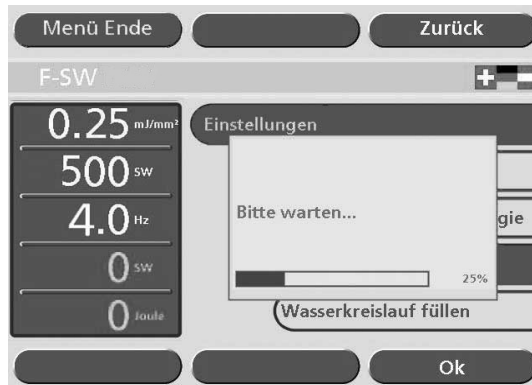 Menü Ende
Zurück
F-SW
0.25 mJ/mm²
500 SW
4.0 Hz
0 SW
0 Joule
Einstellungen
Bitte warten...
25%
gie
Wasserkreislauf füllen
Ok